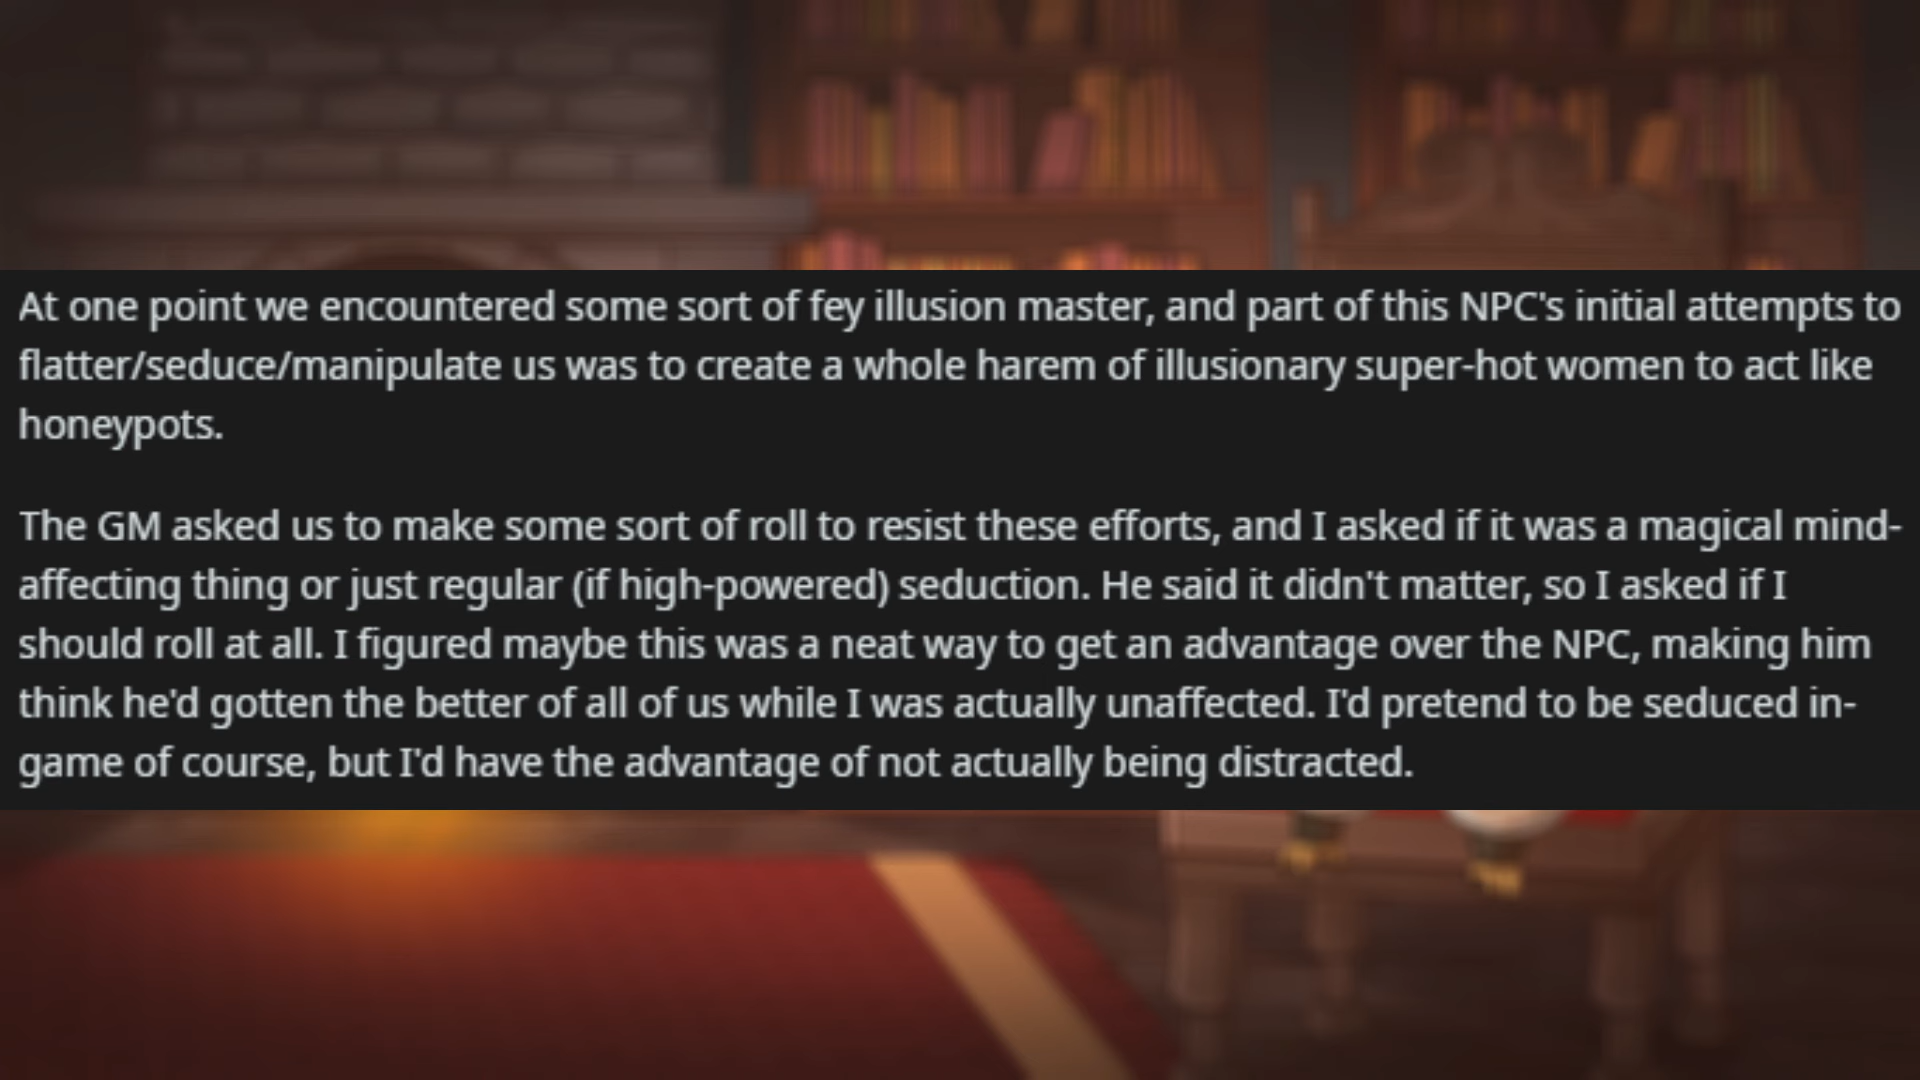 At one point we encountered some sort of fey illusion master, and part of this NPC's initial attempts to
flatter/seduce/manipulate us was to create a whole harem of illusionary super-hot women to act like
honeypots.
The GM asked us to make some sort of roll to resist these efforts, and I asked if it was a magical mind-
affecting thing or just regular (if high-powered) seduction. He said it didn't matter, so I asked if I
should roll at all. I figured maybe this was a neat way to get an advantage over the NPC, making him
think he'd gotten the better of all of us while I was actually unaffected. I'd pretend to be seduced in-
game of course, but I'd have the advantage of not actually being distracted.